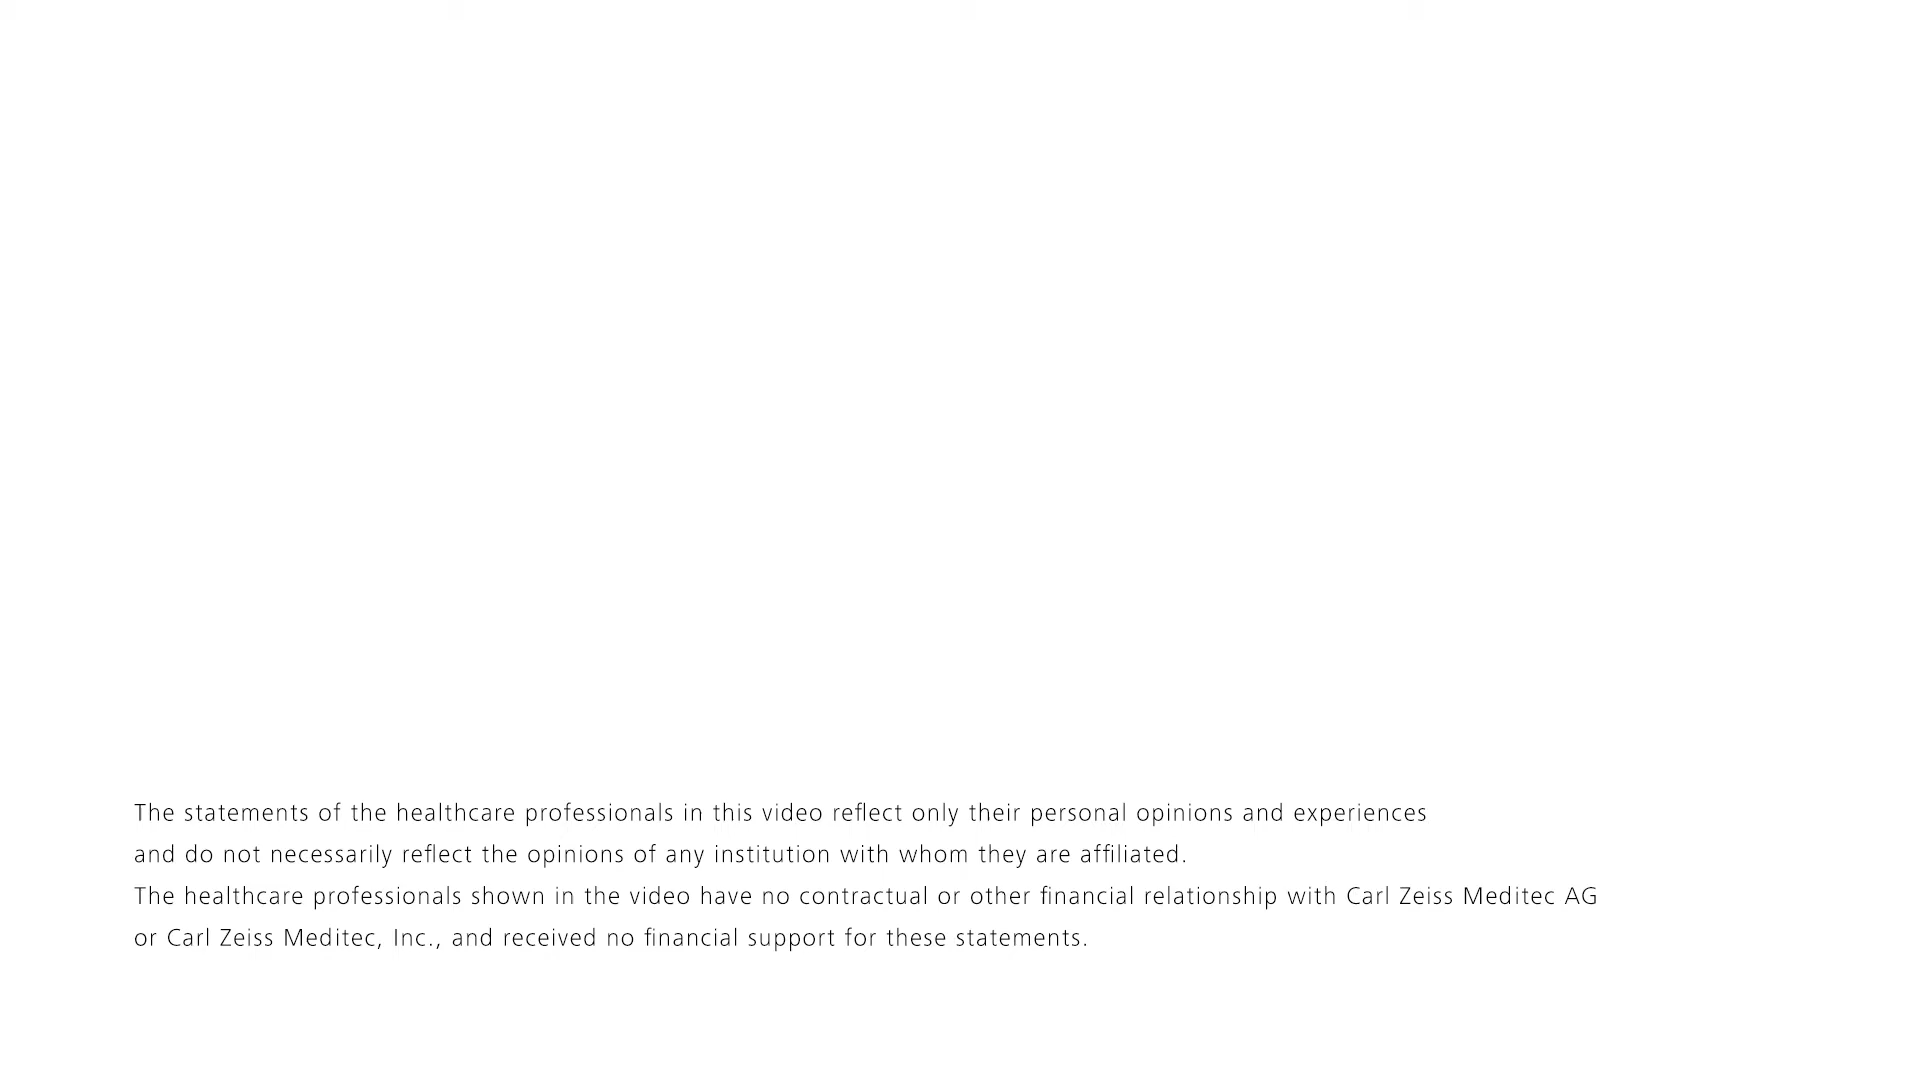 The statements of the healthcare professionals in this video reflect only their personal opinions and experiences
and do not necessarily reflect the opinions of any institution with whom they are affiliated.
The healthcare professionals shown in the video have no contractual or other financial relationship with Carl Zeiss Meditec AG
or Carl Zeiss Meditec, Inc., and received no financial support for these statements.